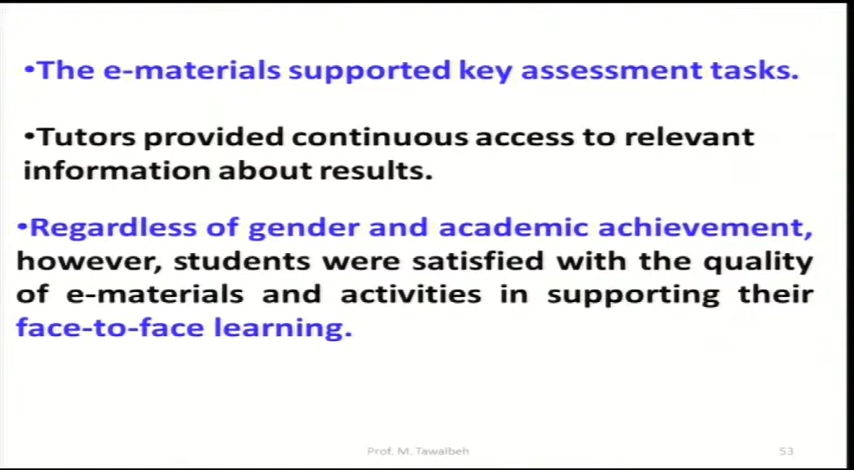 •The e-materials supported key assessment tasks.
•Tutors provided continuous access to relevant
information about results.
•Regardless of gender and academic achievement,
however, students were satisfied with the quality
of e-materials and activities in supporting their
face-to-face learning.
Prof. M. Tawalbeh
53